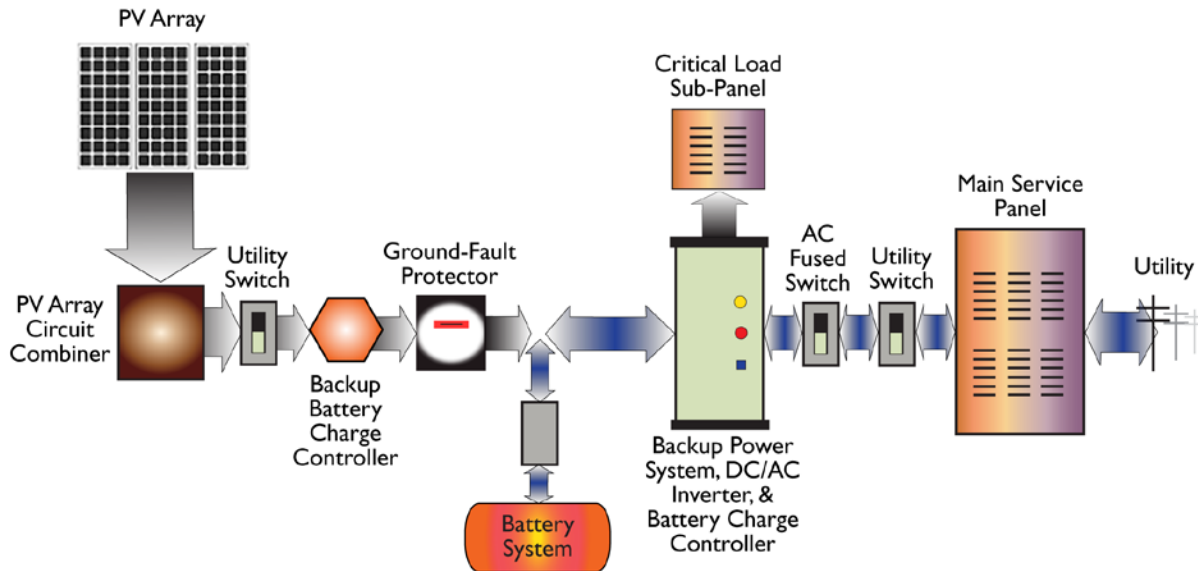 PV Array
Critical Load
Sub-Panel
Main Service
Panel
Utility
Switch
Ground-Fault
Protector
AC
Fused
Switch
Utility
Switch
Utility
PV Array
Circuit
Combiner
Backup
Battery
Charge
Controller
Backup Power
System, DC/AC
Inverter, &
Battery Charge
Controller
Battery
System